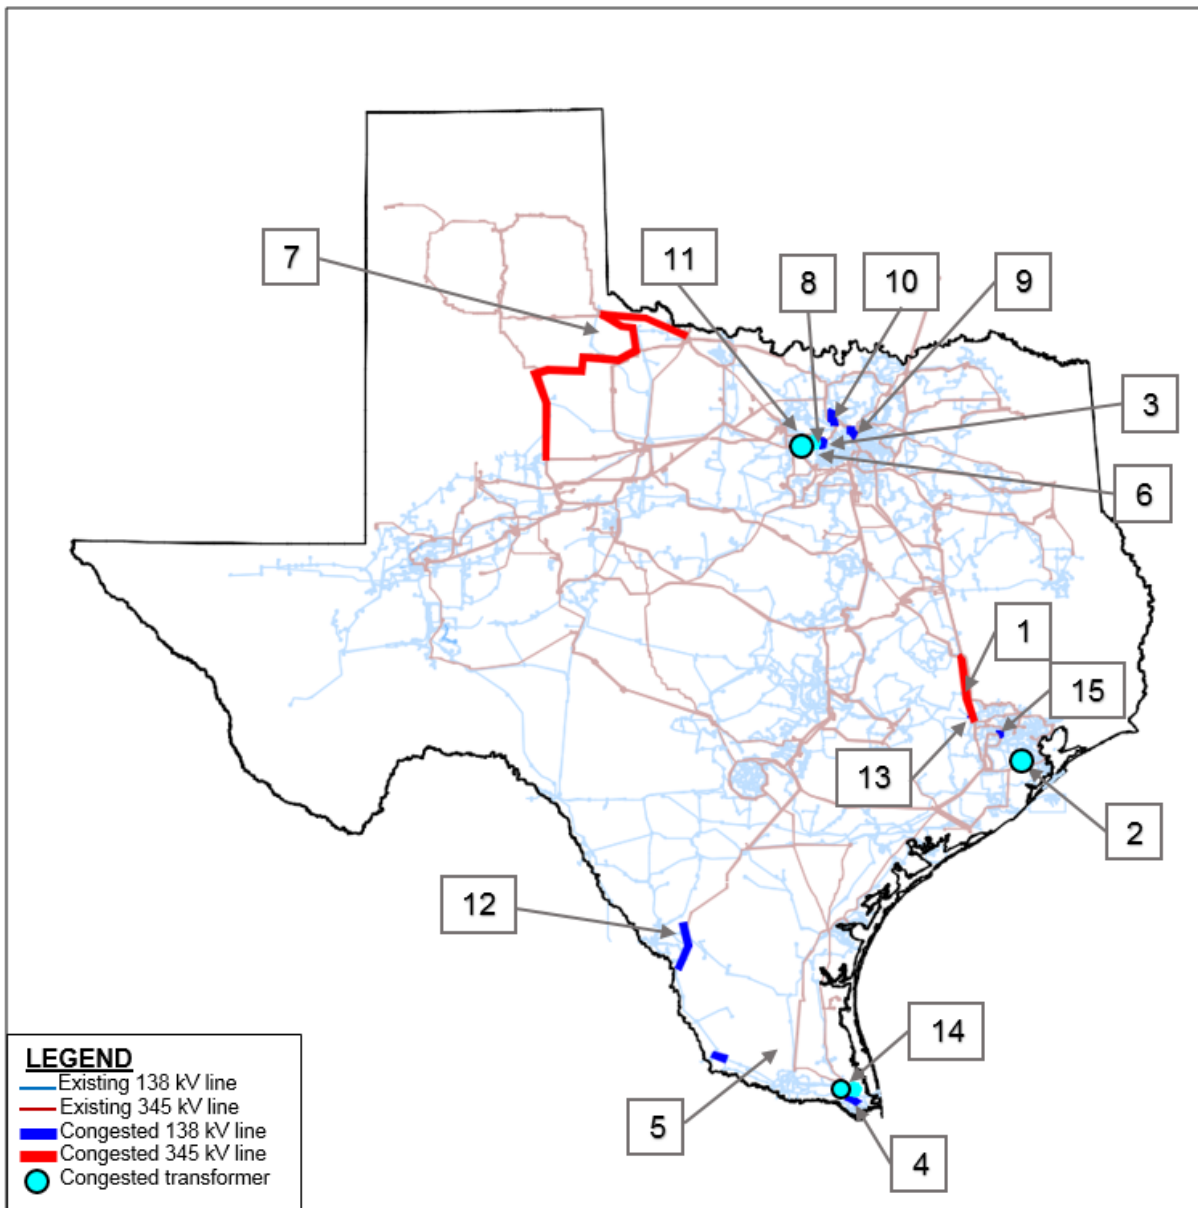 7
11
8
10
9
3
6
1
15
13
2
12
14
5
4
LEGEND
Existing 138 kV line
Existing 345 kV line
Congested 138 kV line
Congested 345 kV line
Congested transformer